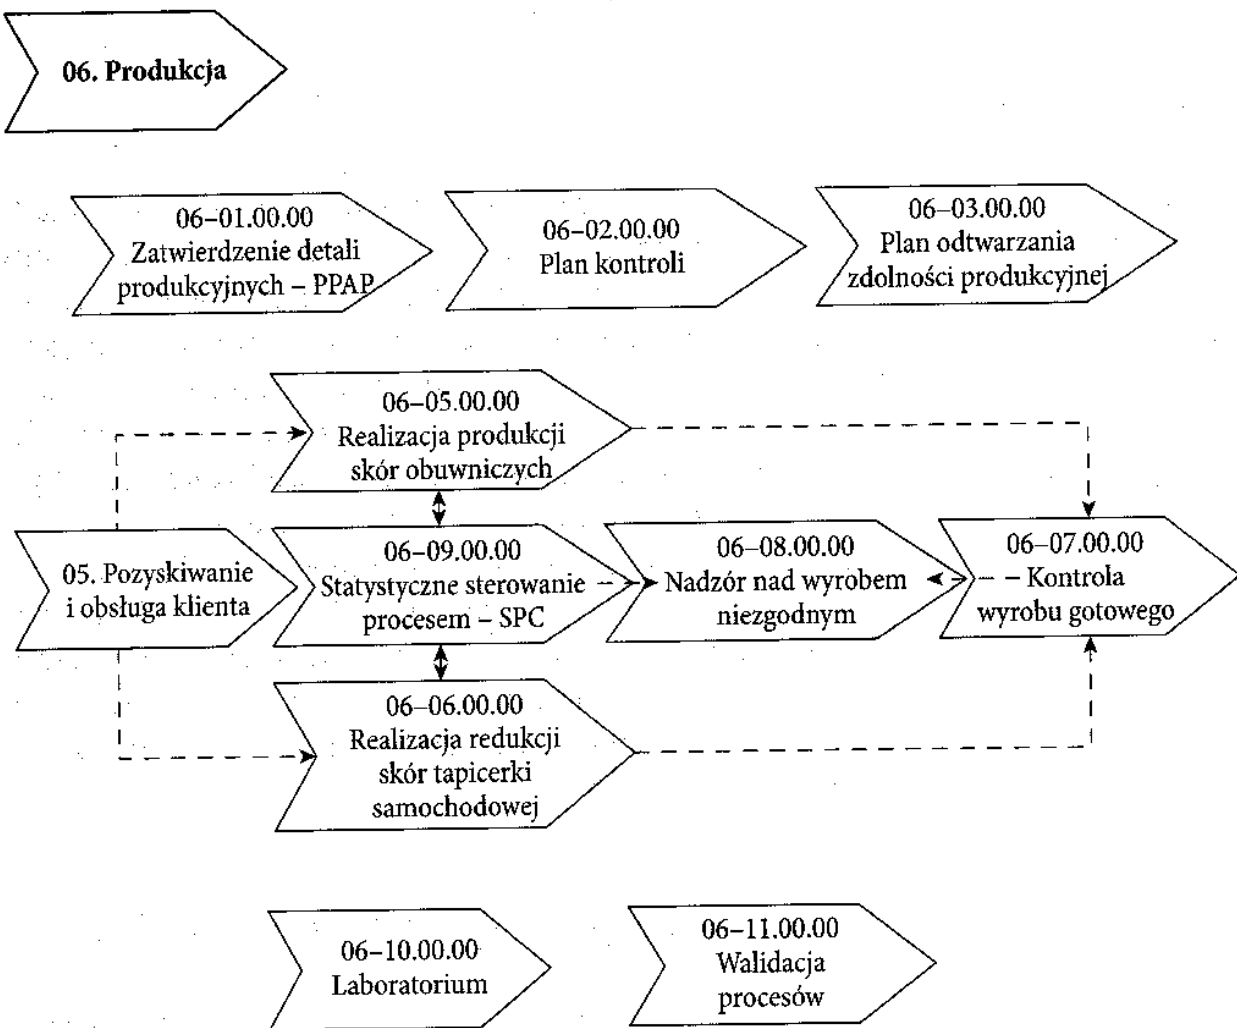 06. Produkcja
06–01.00.00
Zatwierdzenie detali
produkcyjnych – PPAP
06–02.00.00
Plan kontroli
06–03.00.00
Plan odtwarzania
zdolności produkcyjnej
06–05.00.00
Realizacja produkcji
skór obuwniczych
05. Pozyskiwanie
i obsługa klienta
06–09.00.00
Statystyczne sterowanie
procesem – SPC
06–08.00.00
Nadzór nad wyrobem
niezgodnym
06–07.00.00
Kontrola
wyrobu gotowego
06–06.00.00
Realizacja redukcji
skór tapicerki
samochodowej
06–10.00.00
Laboratorium
06–11.00.00
Walidacja
procesów